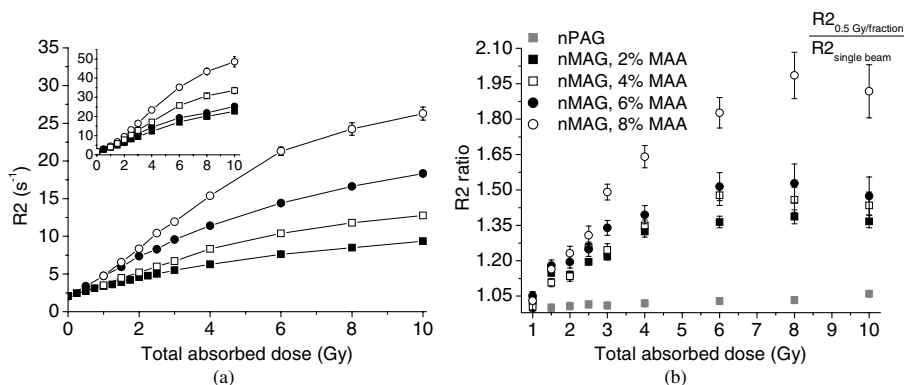 50
40
30
20
10
0
0 2 4 6 8 10
35
30
25
20
15
10
5
0
R2 (s⁻¹)
0 2 4 6 8 10
Total absorbed dose (Gy)
(a)
R2 0.5 Gy/fraction
R2 single beam
nPAG
nMAG, 2% MAA
nMAG, 4% MAA
nMAG, 6% MAA
nMAG, 8% MAA
2.10
1.95
1.80
1.65
1.50
1.35
1.20
1.05
R2 ratio
1 2 3 4 5 6 7 8 9 10
Total absorbed dose (Gy)
(b)